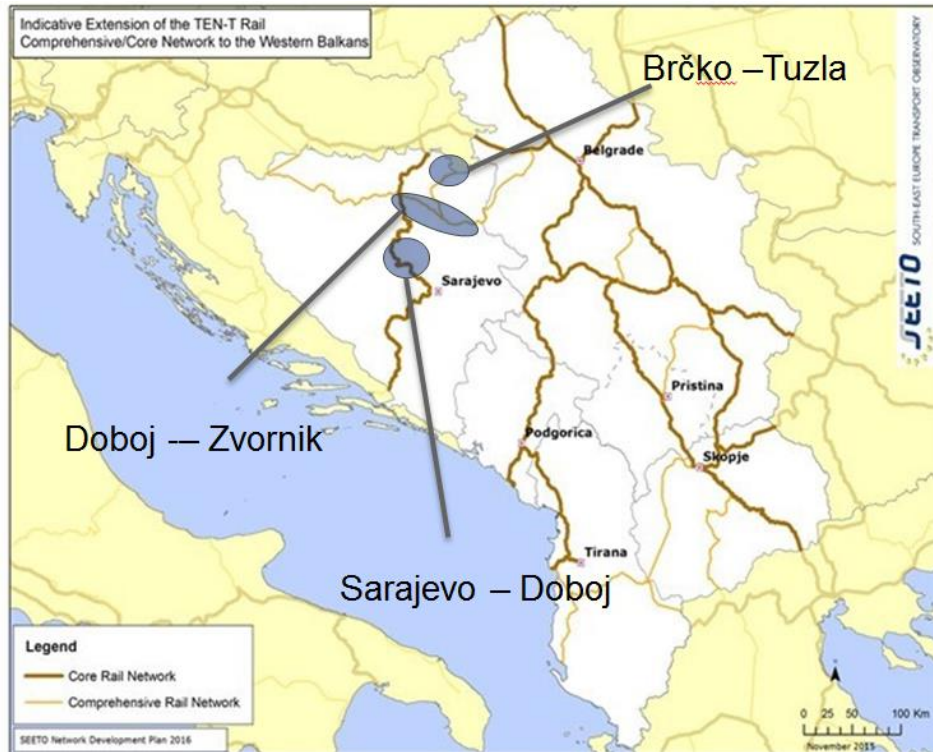 Indicative Extension of the TEN-T Rail
Comprehensive/Core Network to the Western Balkans
Brčko –Tuzla
Belgrade
SOUTH-EAST EUROPE TRANSPORT OBSERVATORY
SEETO
Sarajevo
Pristina
Doboj -– Zvornik
Podgorica
Skopje
Tirana
Sarajevo – Doboj
Legend
Core Rail Network
Comprehensive Rail Network
0 25 50 100 Km
SEETO Network Development Plan 2016
November 2015